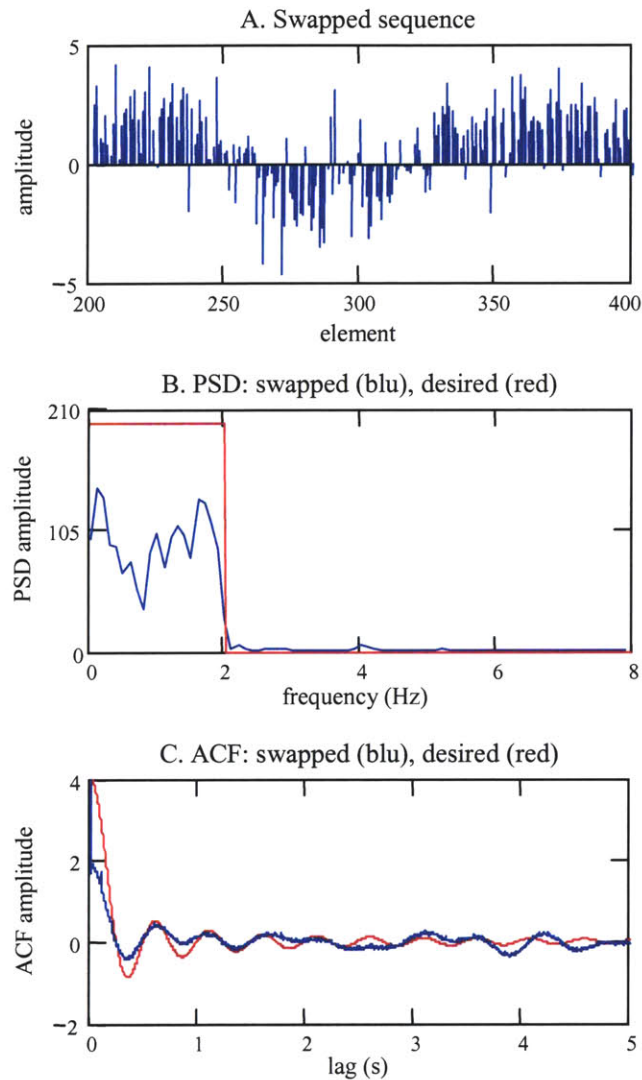 A. Swapped sequence
5
0
−5
amplitude
200
250
300
350
400
element
B. PSD: swapped (blu), desired (red)
210
105
0
PSD amplitude
0
2
4
6
8
frequency (Hz)
C. ACF: swapped (blu), desired (red)
4
2
0
−2
ACF amplitude
0
1
2
3
4
5
lag (s)